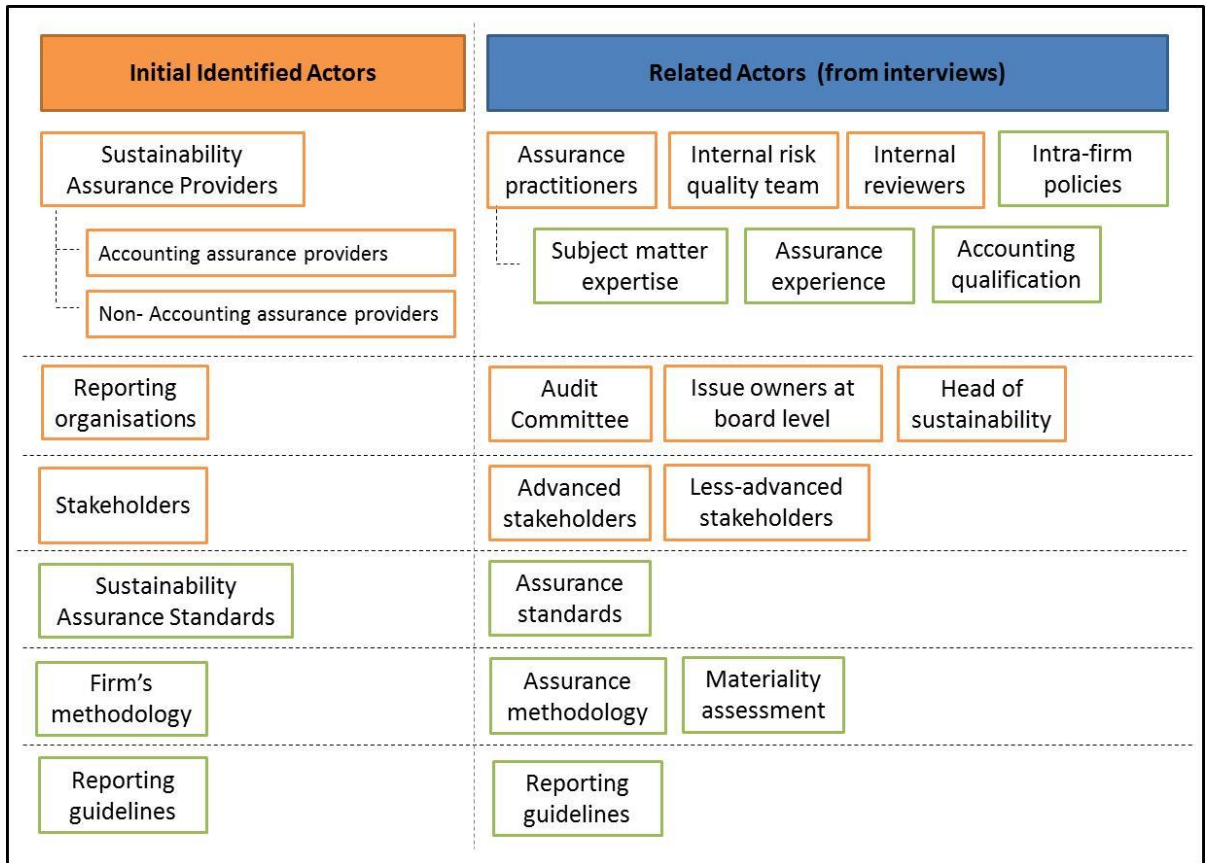 Initial Identified Actors
Related Actors (from interviews)
Sustainability
Assurance Providers
Accounting assurance providers
Non- Accounting assurance providers
Assurance
practitioners
Internal risk
quality team
Internal
reviewers
Intra-firm
policies
Subject matter
expertise
Assurance
experience
Accounting
qualification
Reporting
organisations
Audit
Committee
Issue owners at
board level
Head of
sustainability
Stakeholders
Advanced
stakeholders
Less-advanced
stakeholders
Sustainability
Assurance Standards
Assurance
standards
Firm’s
methodology
Assurance
methodology
Materiality
assessment
Reporting
guidelines
Reporting
guidelines